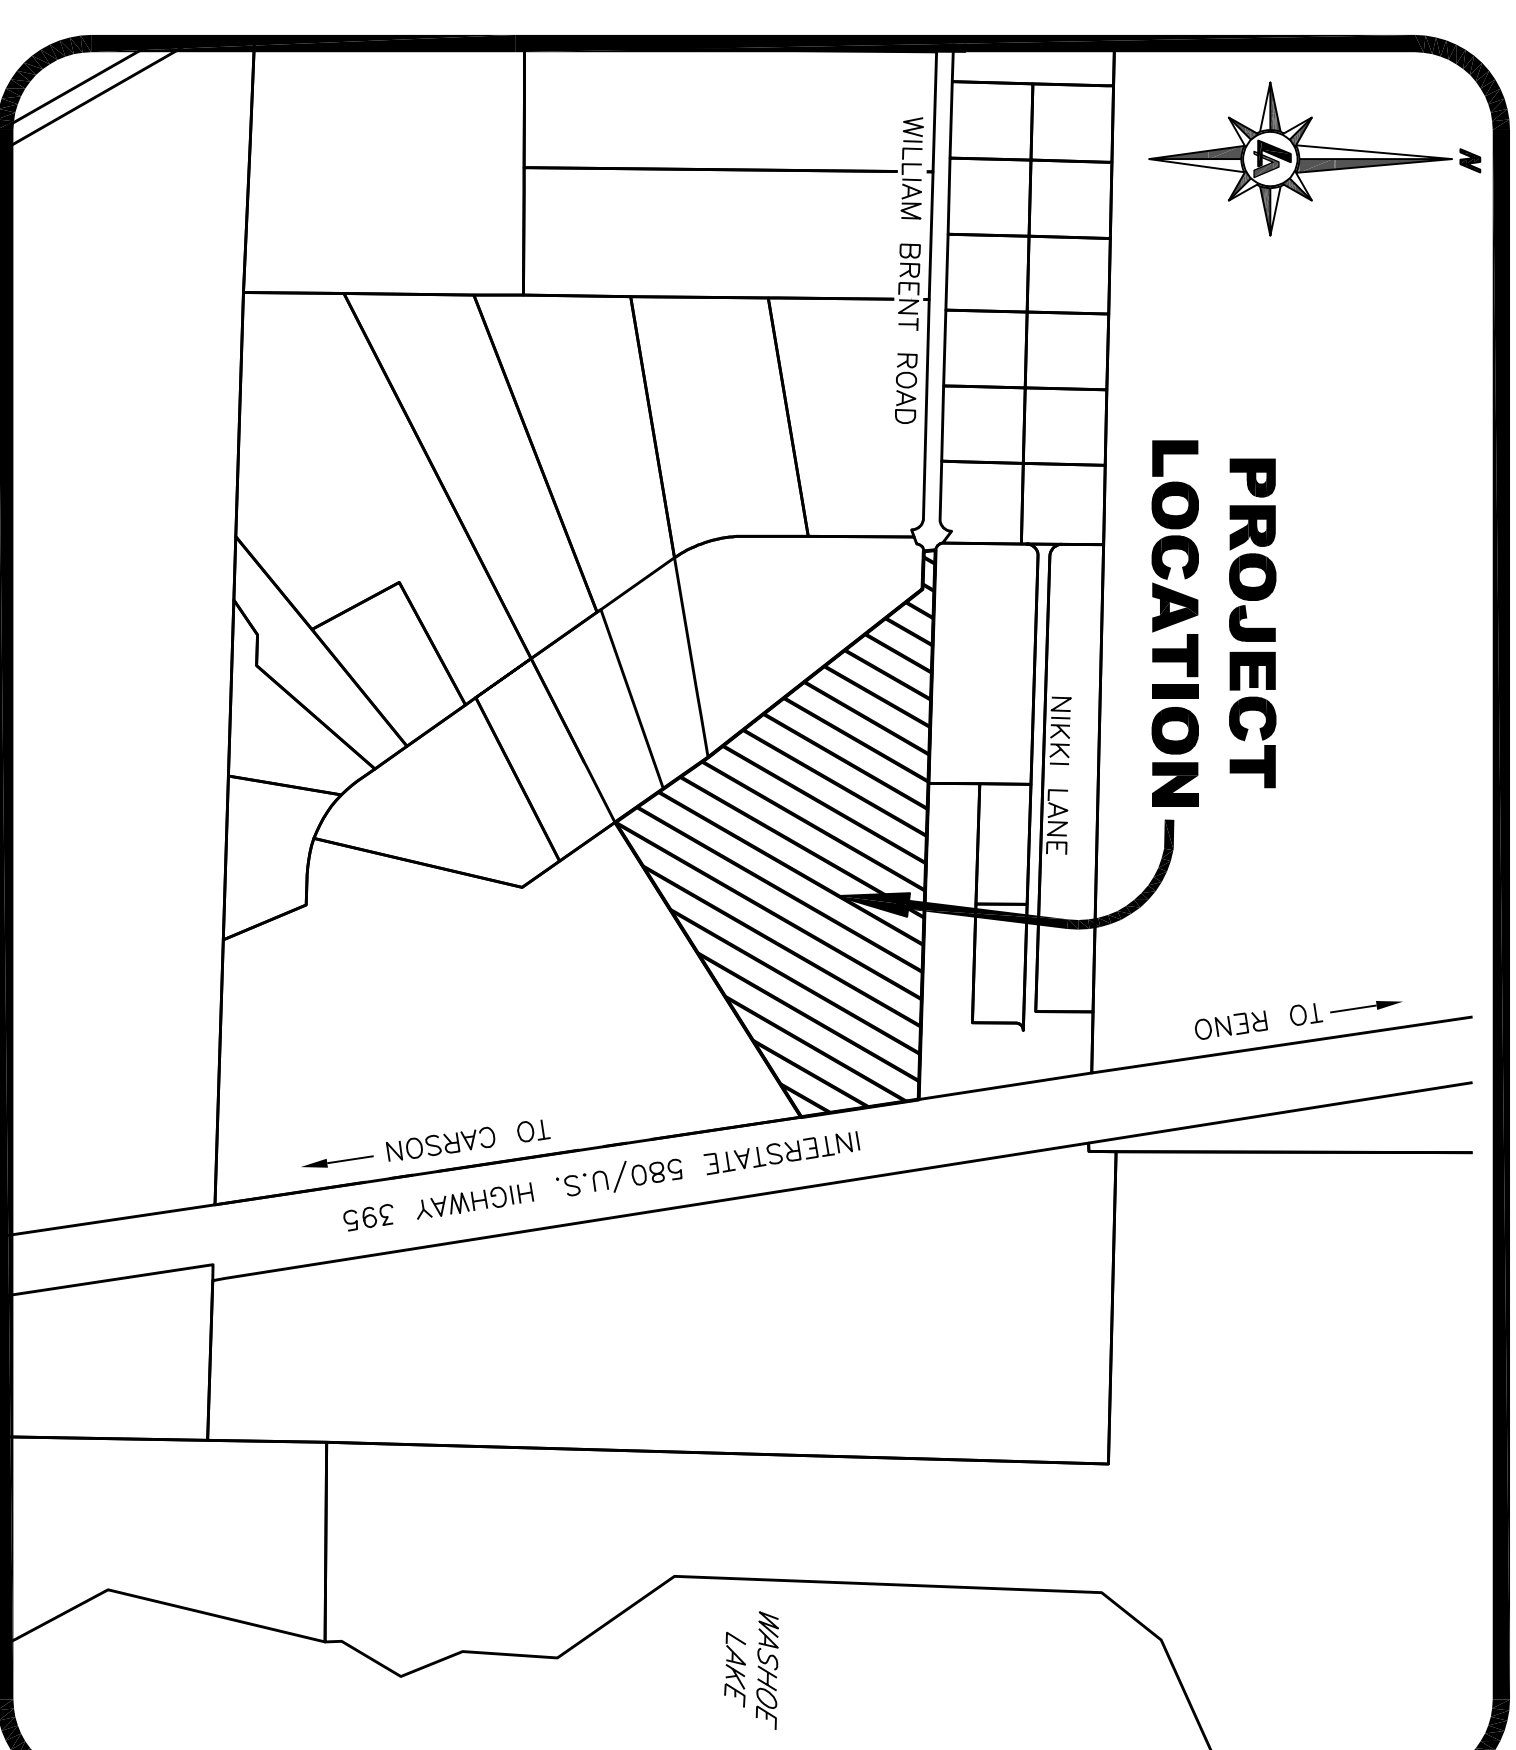 N
WILLIAM BRENT ROAD
PROJECT
LOCATION
NIKKI LANE
TO RENO
TO CARSON
INTERSTATE 580/U.S. HIGHWAY 395
WASHOE
LAKE